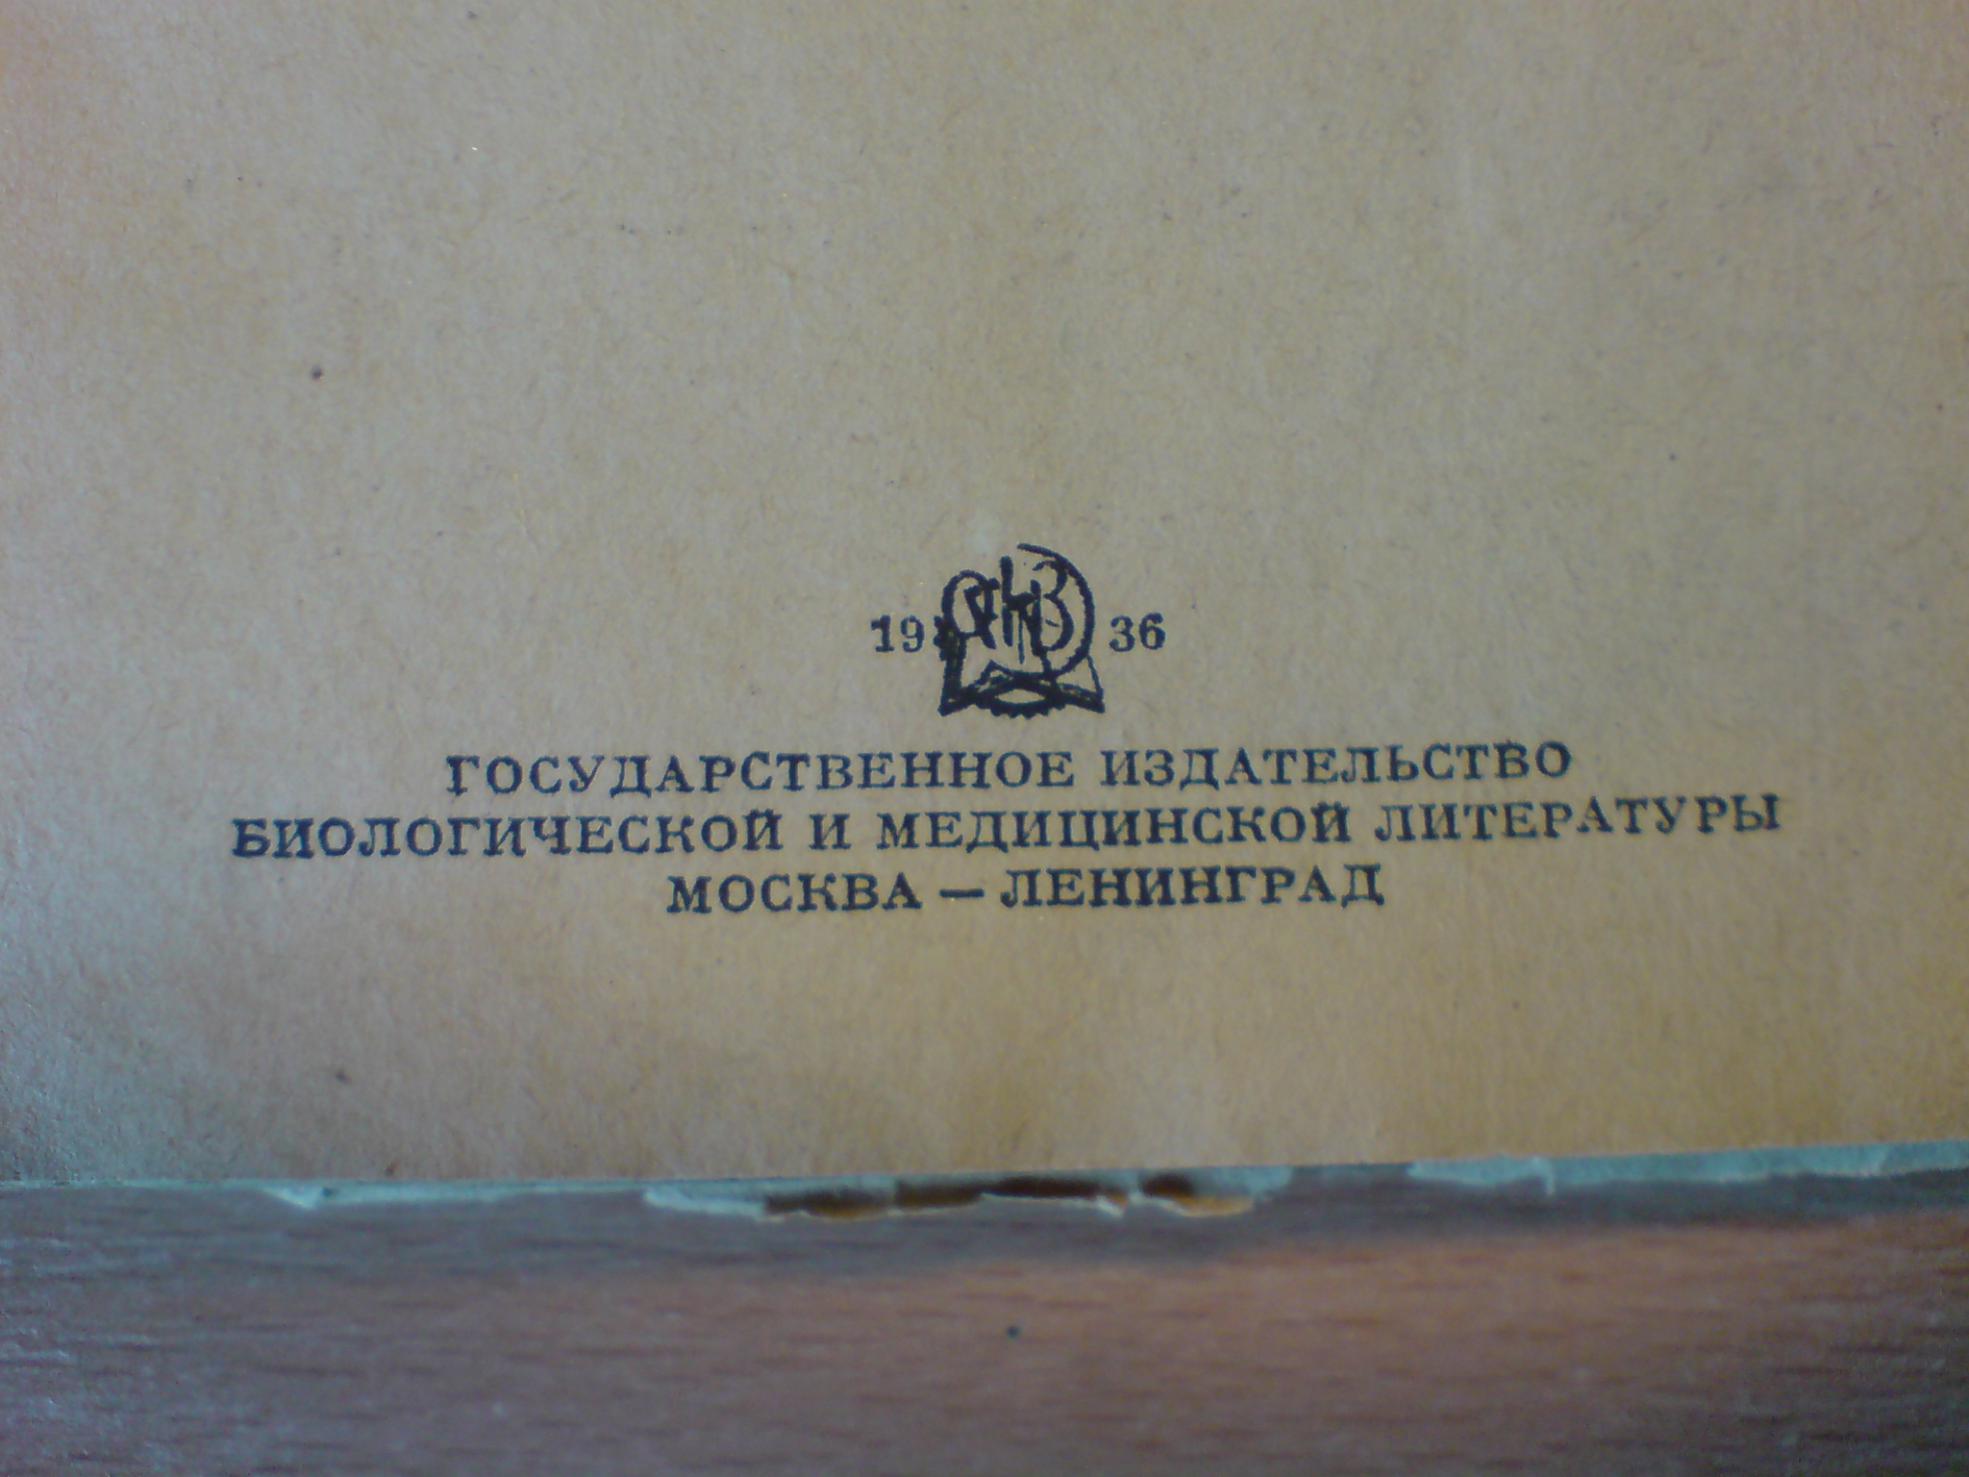 19 36
ГОСУДАРСТВЕННОЕ ИЗДАТЕЛЬСТВО
БИОЛОГИЧЕСКОЙ И МЕДИЦИНСКОЙ ЛИТЕРАТУРЫ
МОСКВА — ЛЕНИНГРАД